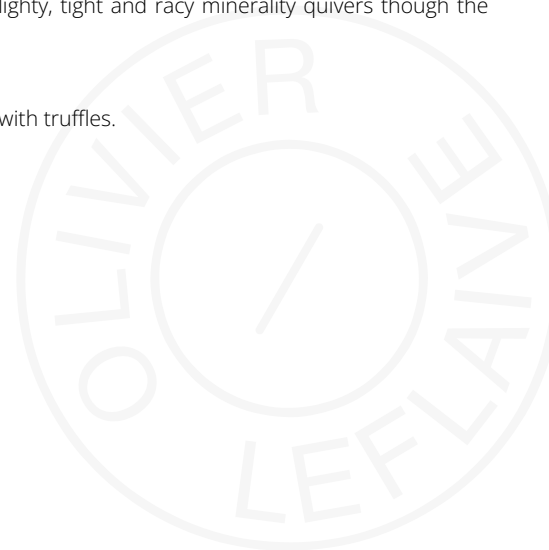 lighty, tight and racy minerality quivers though the
with truffles.
OLIVIER
LEFLAIVE